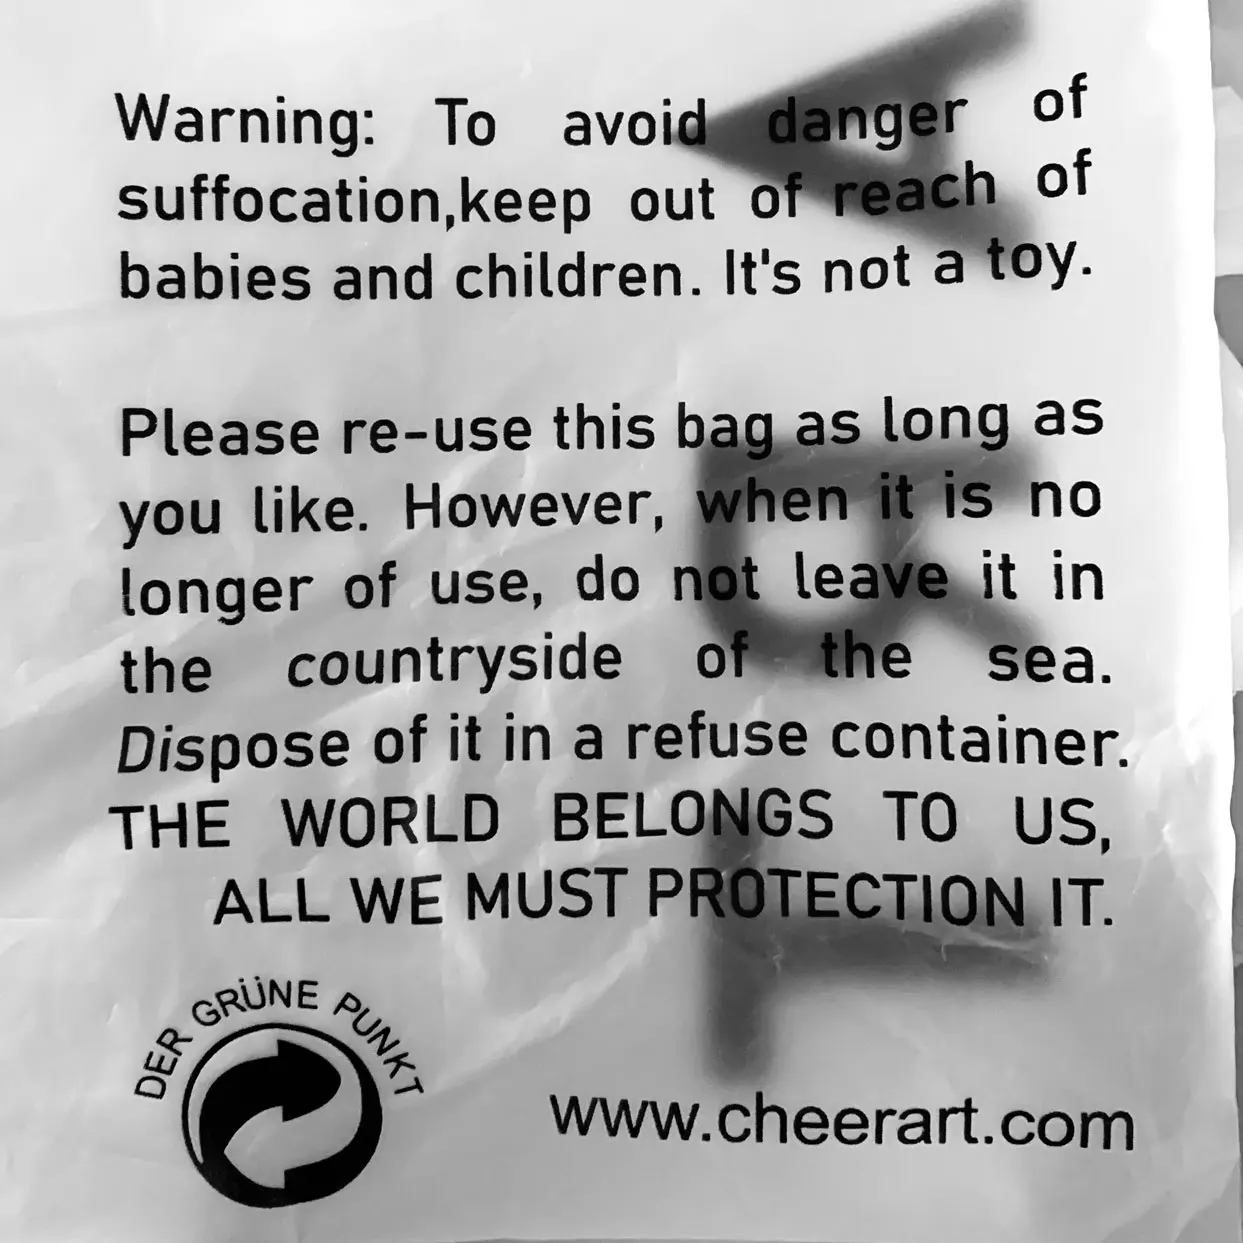 Warning: To avoid danger of
suffocation,keep out of reach of
babies and children. It's not a toy.
Please re-use this bag as long as
you like. However, when it is no
longer of use, do not leave it in
the countryside of the sea.
Dispose of it in a refuse container.
THE WORLD BELONGS TO US,
ALL WE MUST PROTECTION IT.
DER GRÜNE PUNKT
www.cheerart.com
ART